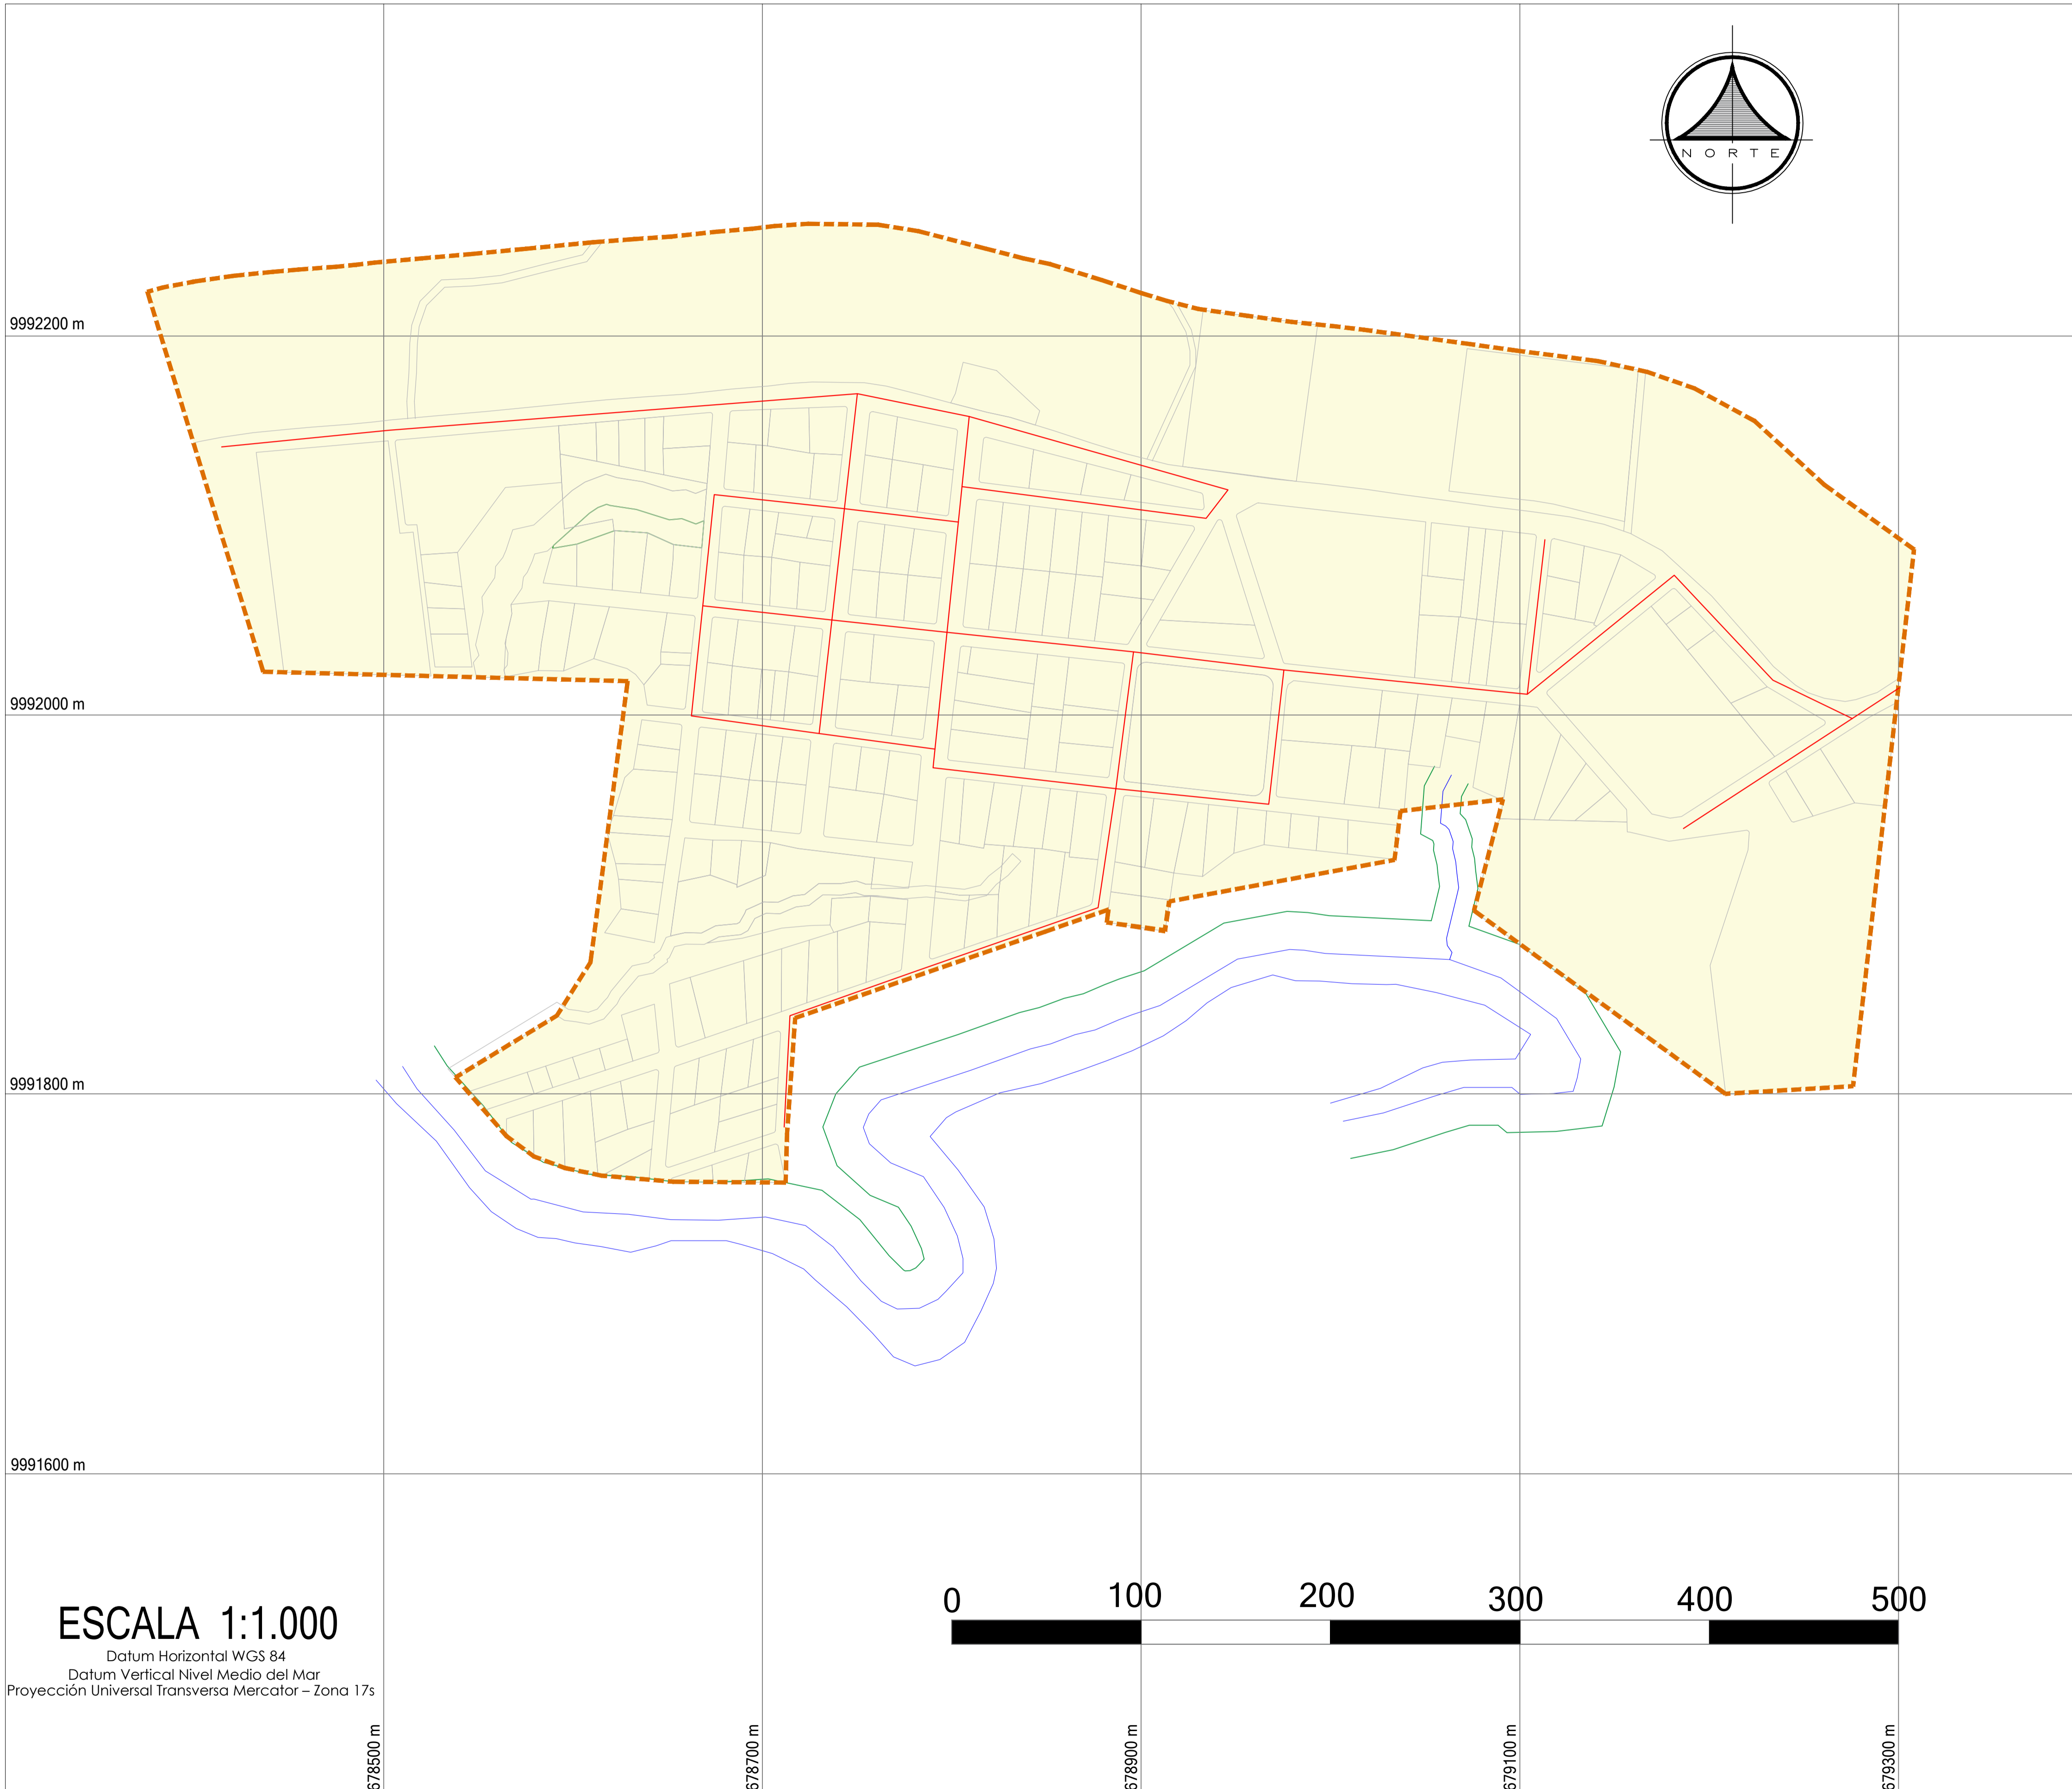 N O R T E
9992200 m
9992000 m
9991800 m
9991600 m
0 100 200 300 400 500
ESCALA 1:1.000
Datum Horizontal WGS 84
Datum Vertical Nivel Medio del Mar
Proyección Universal Transversa Mercator – Zona 17s
678500 m
678700 m
678900 m
679100 m
679300 m